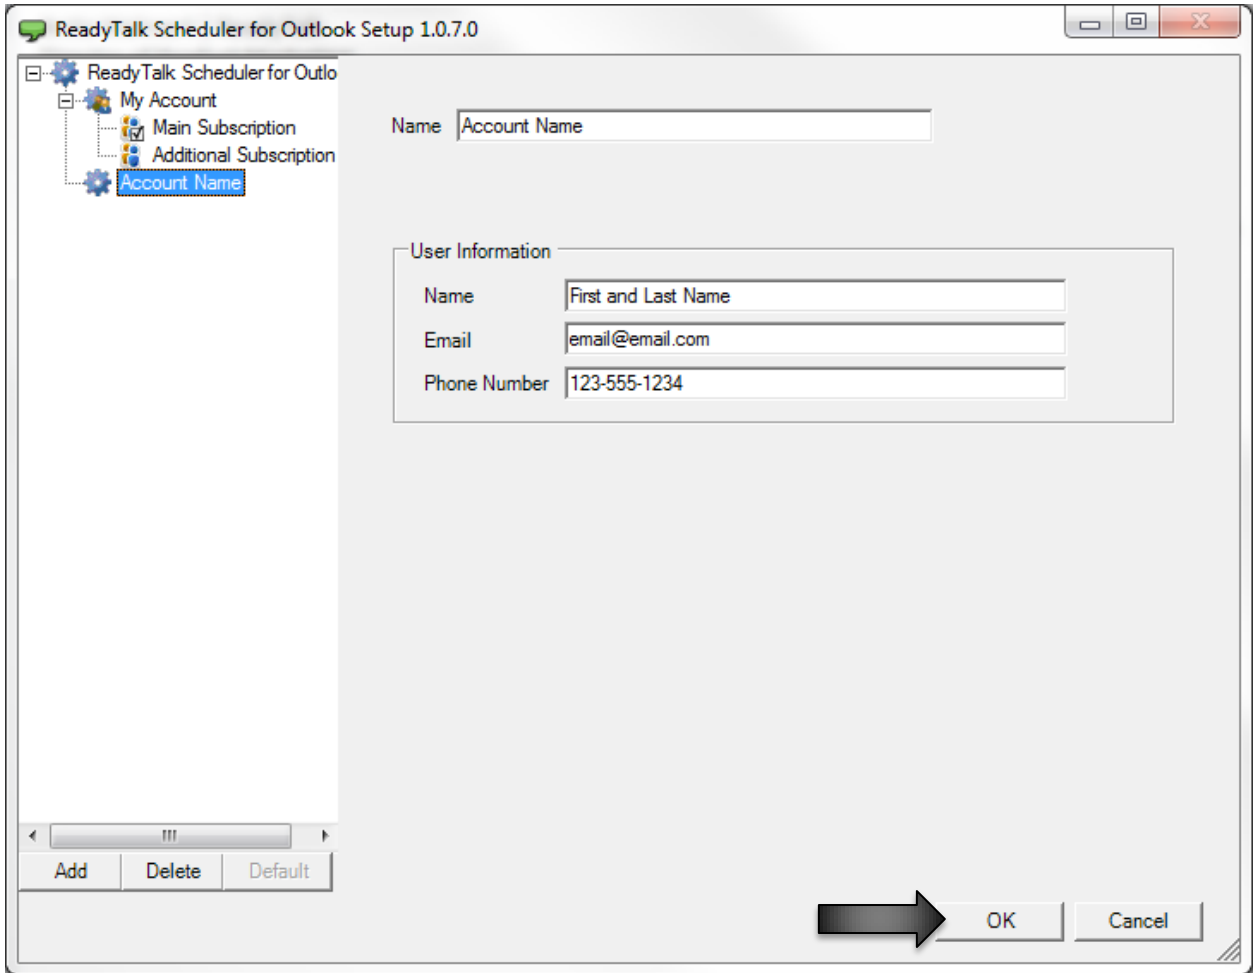 ReadyTalk Scheduler for Outlook Setup 1.0.7.0
ReadyTalk Scheduler for Outlo
My Account
Main Subscription
Additional Subscription
Account Name
Name Account Name
User Information
Name First and Last Name
Email email@email.com
Phone Number 123-555-1234
Add Delete Default
OK Cancel